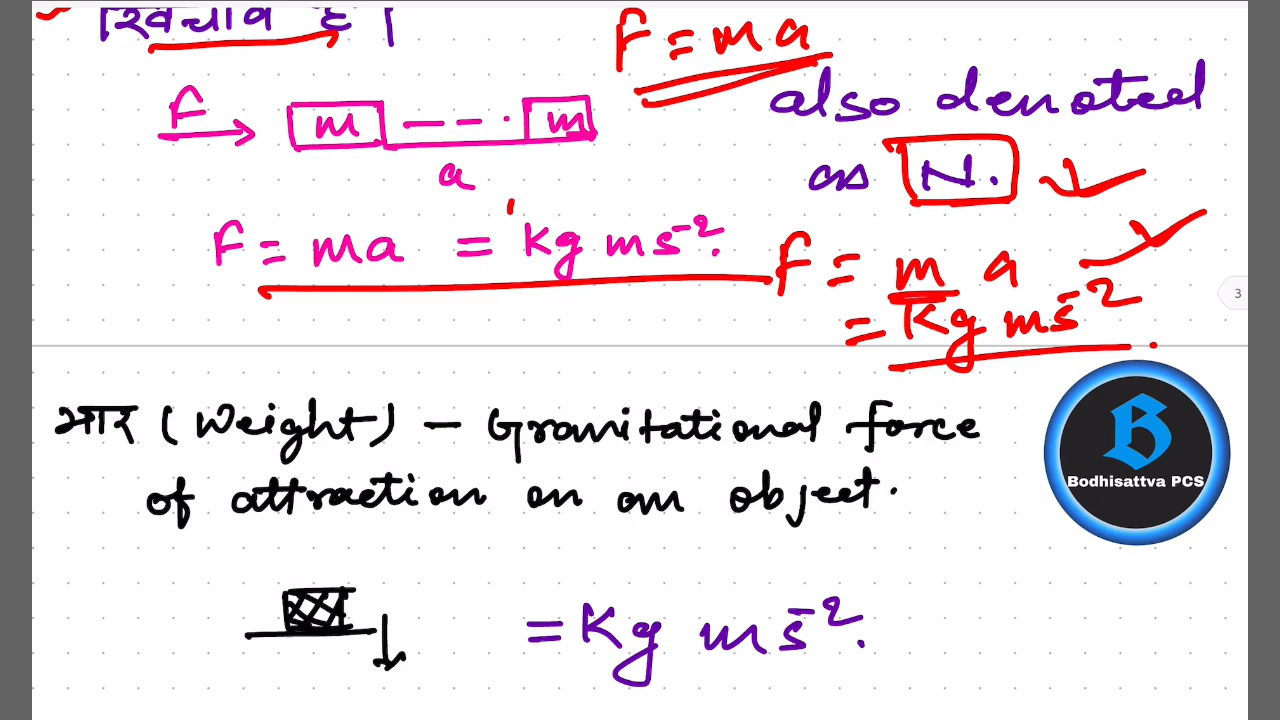 खिंचाव है।
F = ma
also denoted
as N.
F
m --- m
a
F = ma = Kg ms⁻²
F = m a
= Kg ms⁻²
3
भार (Weight) – Gravitational force
of attraction on an object.
= Kg ms⁻².
B
Bodhisattva PCS